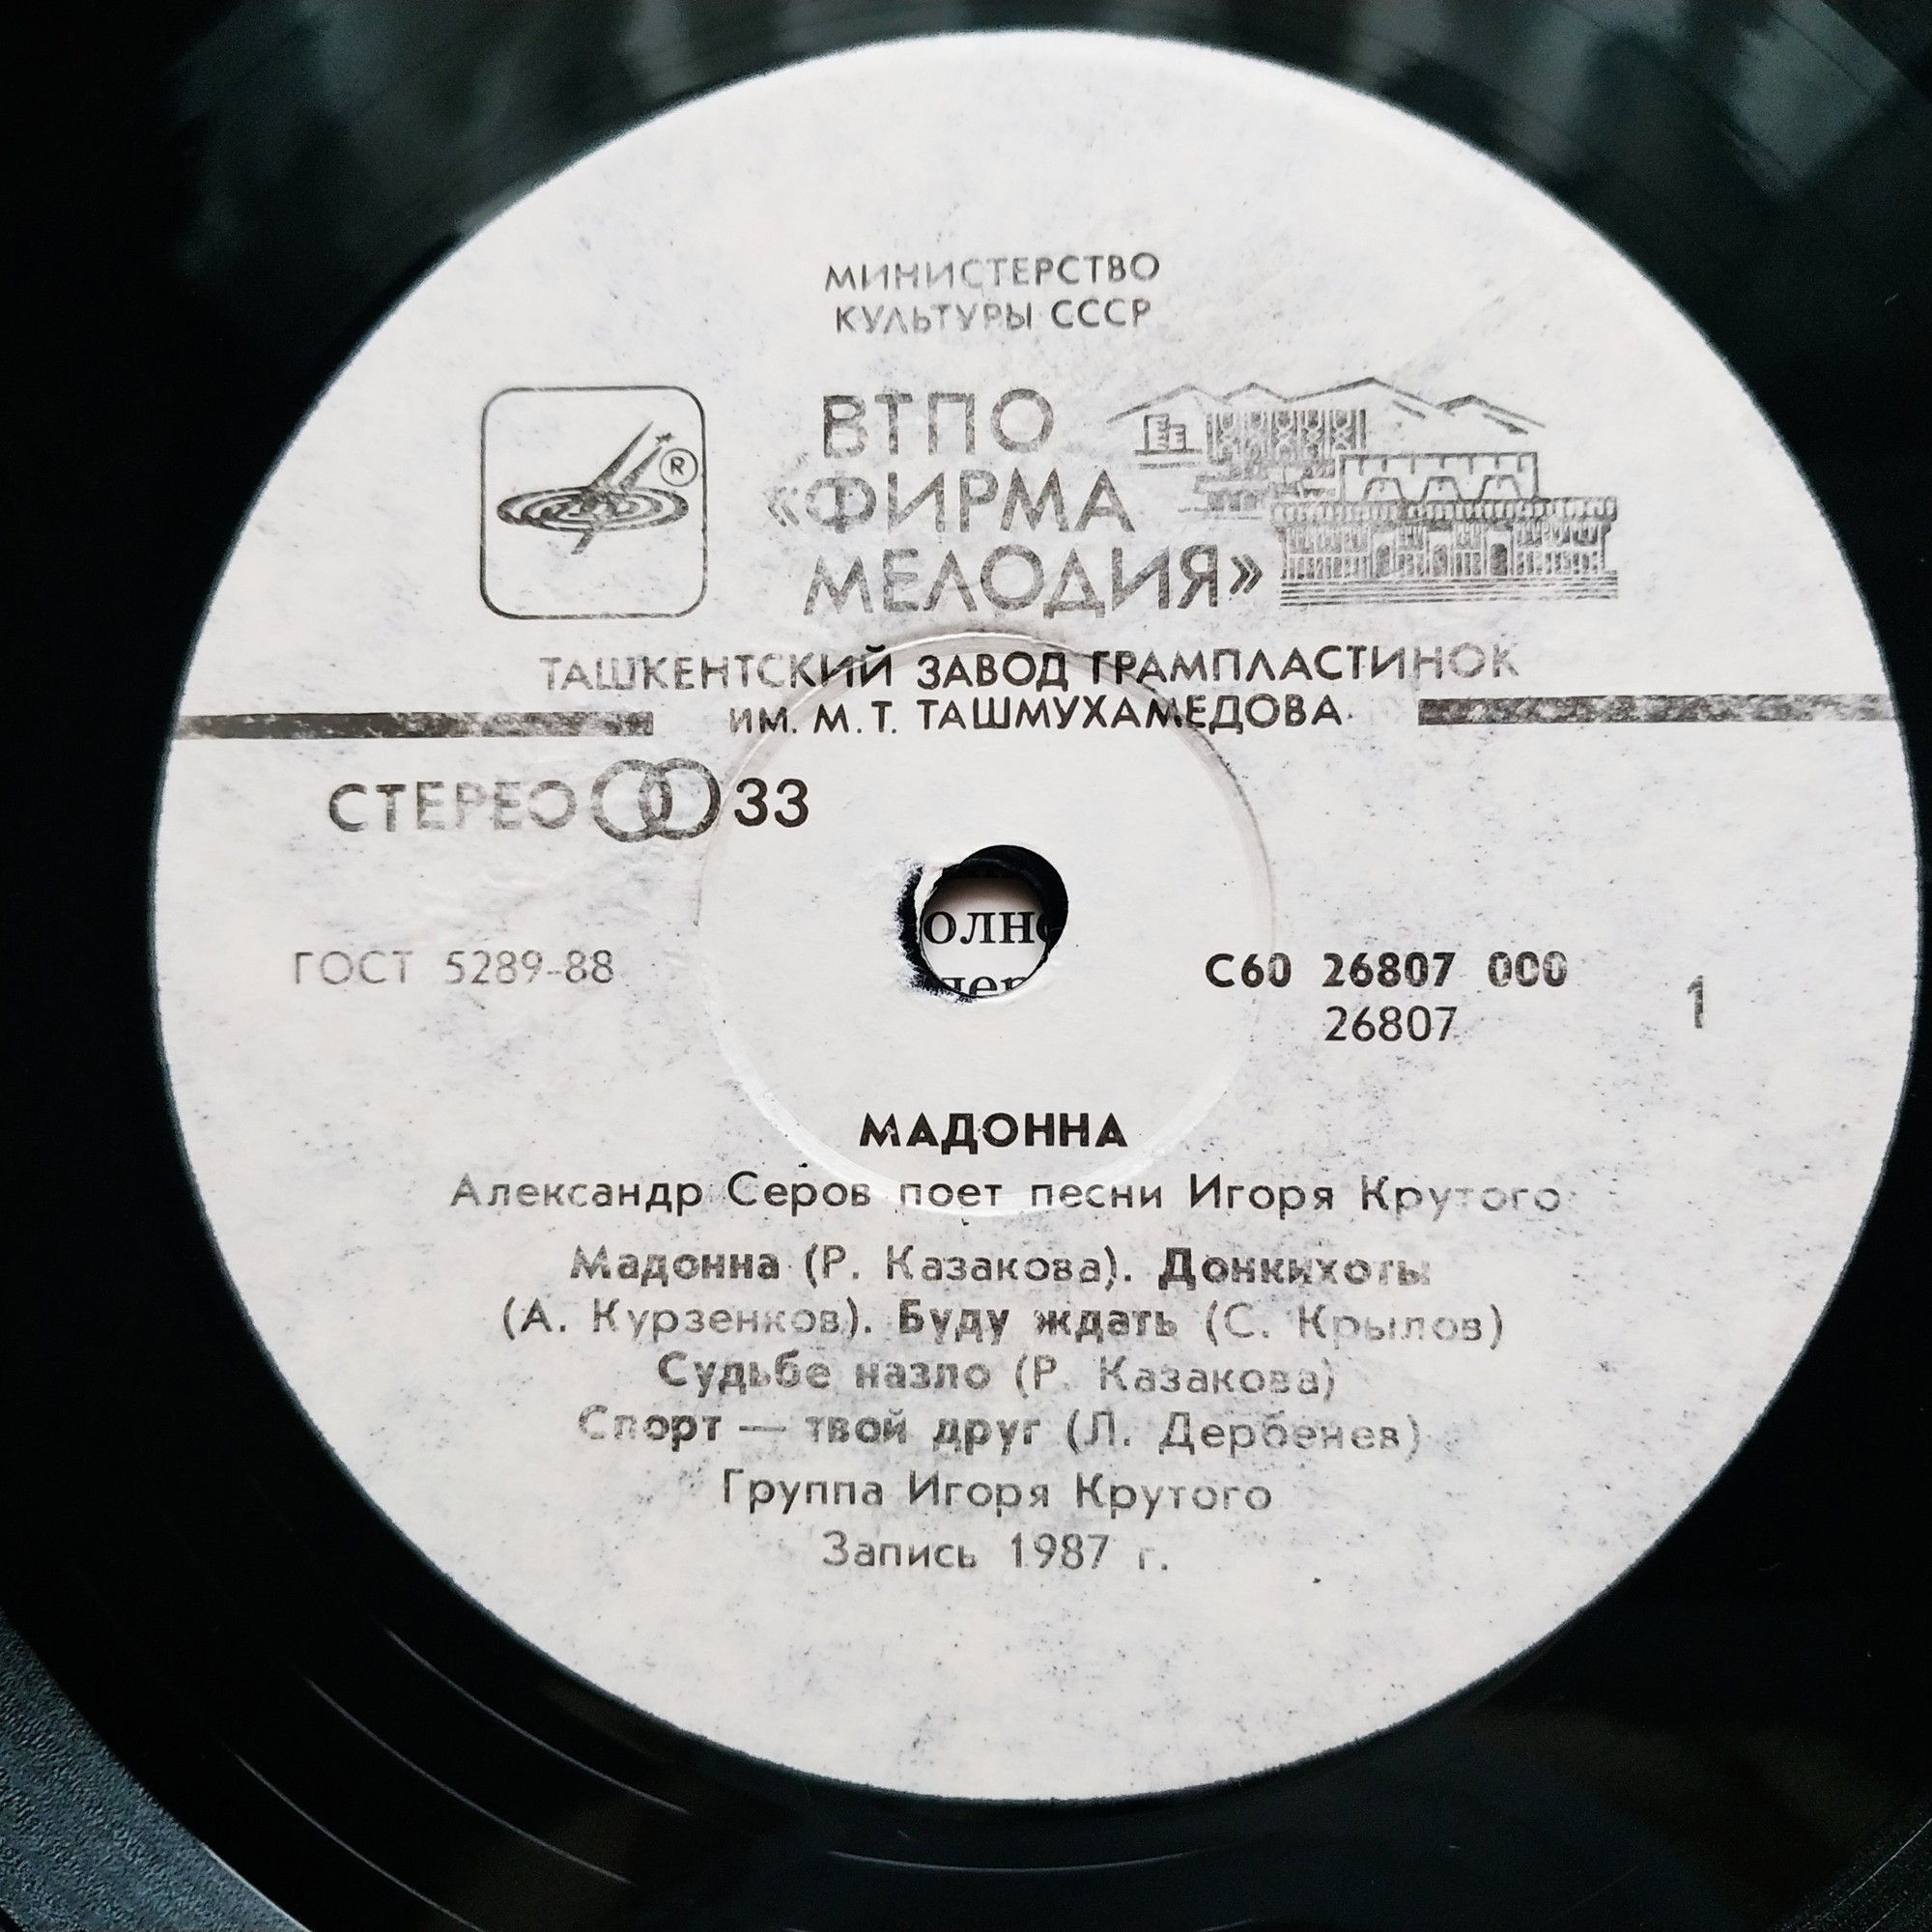 МИНИСТЕРСТВО
КУЛЬТУРЫ СССР
ВТПО
«ФИРМА
МЕЛОДИЯ»
®
ТАШКЕНТСКИЙ ЗАВОД ГРАМПЛАСТИНОК
ИМ. М. Т. ТАШМУХАМЕДОВА
СТЕРЕО 33
олно
ГОСТ 5289-88
С60 26807 000
26807
1
МАДОННА
Александр Серов поет песни Игоря Крутого
Мадонна (Р. Казакова). Донкихоты
(А. Курзенков). Буду ждать (С. Крылов)
Судьбе назло (Р. Казакова)
Спорт — твой друг (Л. Дербенев)
Группа Игоря Крутого
Запись 1987 г.